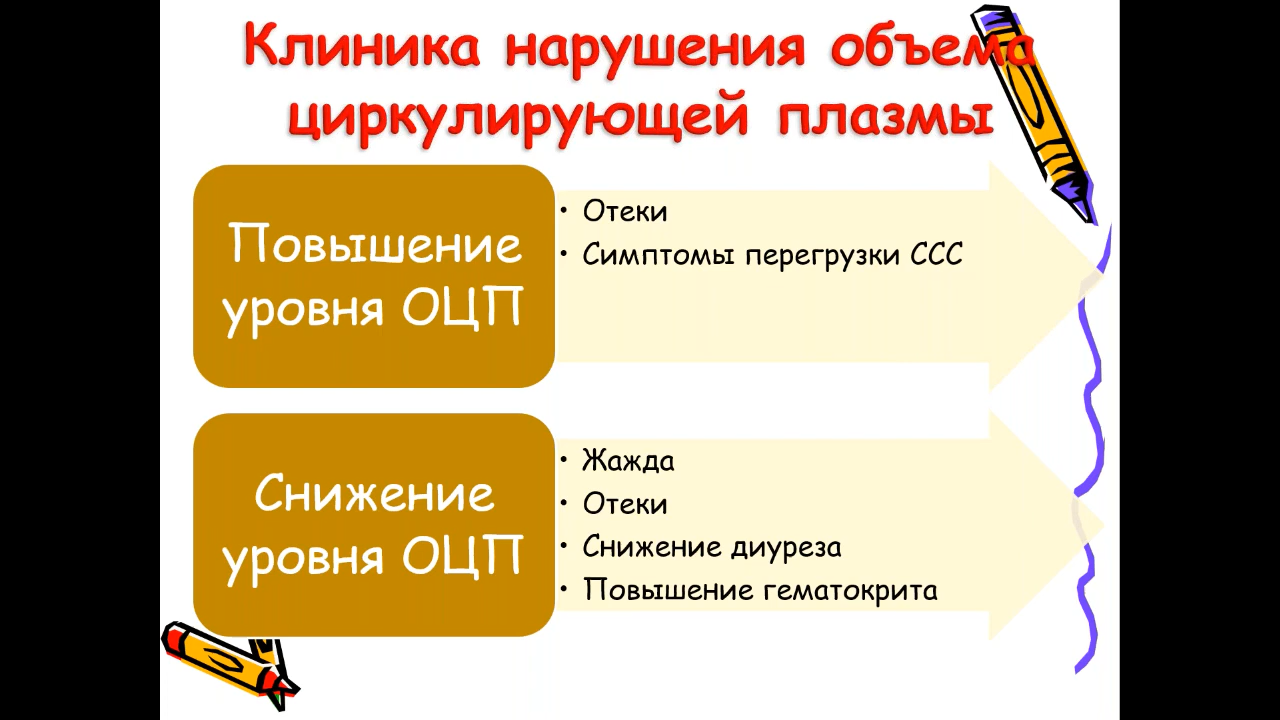 Клиника нарушения объема
циркулирующей плазмы
Повышение
уровня ОЦП
• Отеки
• Симптомы перегрузки ССС
Снижение
уровня ОЦП
• Жажда
• Отеки
• Снижение диуреза
• Повышение гематокрита